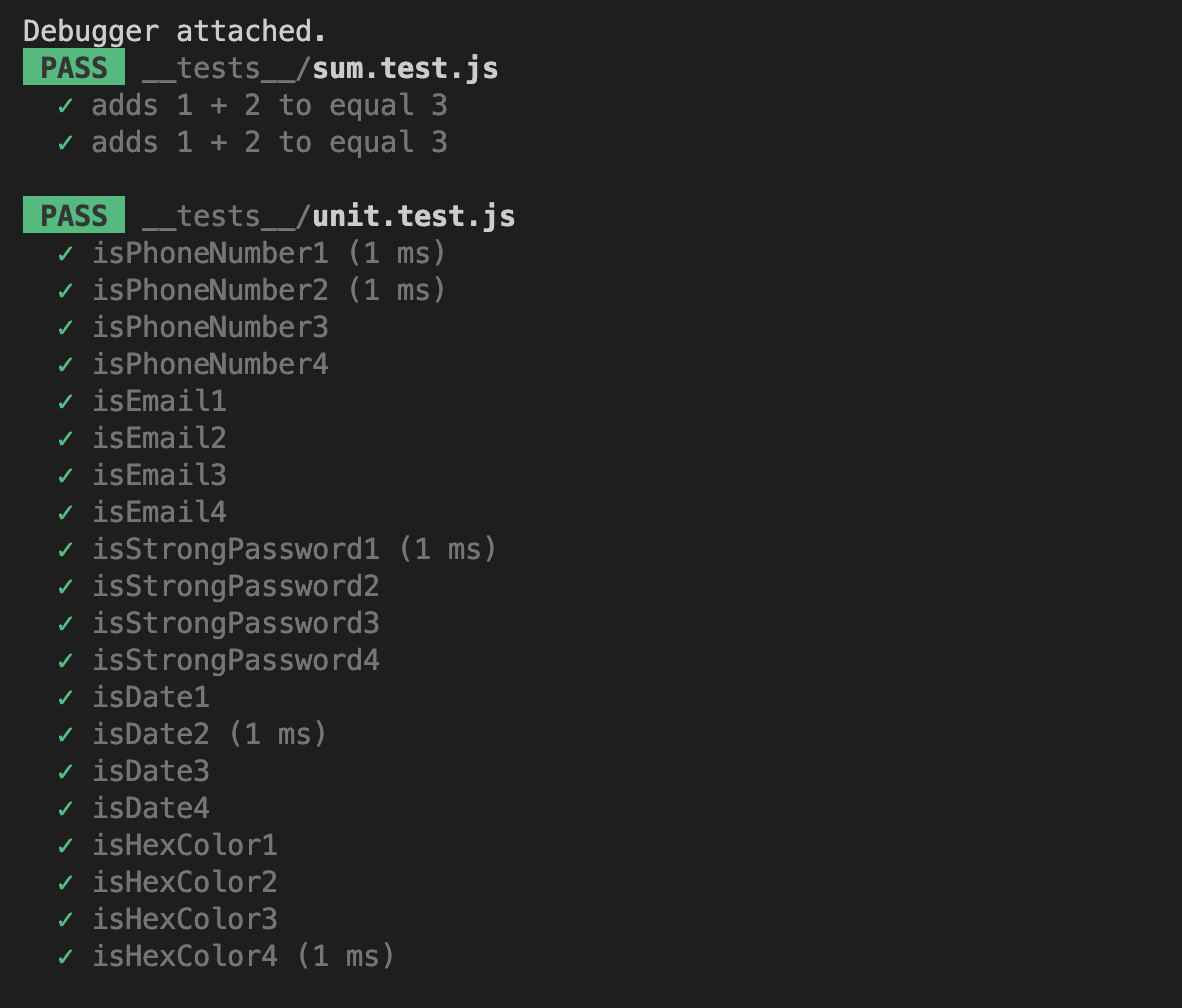 Debugger attached.
PASS __tests__/sum.test.js
✓ adds 1 + 2 to equal 3
✓ adds 1 + 2 to equal 3
PASS __tests__/unit.test.js
✓ isPhoneNumber1 (1 ms)
✓ isPhoneNumber2 (1 ms)
✓ isPhoneNumber3
✓ isPhoneNumber4
✓ isEmail1
✓ isEmail2
✓ isEmail3
✓ isEmail4
✓ isStrongPassword1 (1 ms)
✓ isStrongPassword2
✓ isStrongPassword3
✓ isStrongPassword4
✓ isDate1
✓ isDate2 (1 ms)
✓ isDate3
✓ isDate4
✓ isHexColor1
✓ isHexColor2
✓ isHexColor3
✓ isHexColor4 (1 ms)